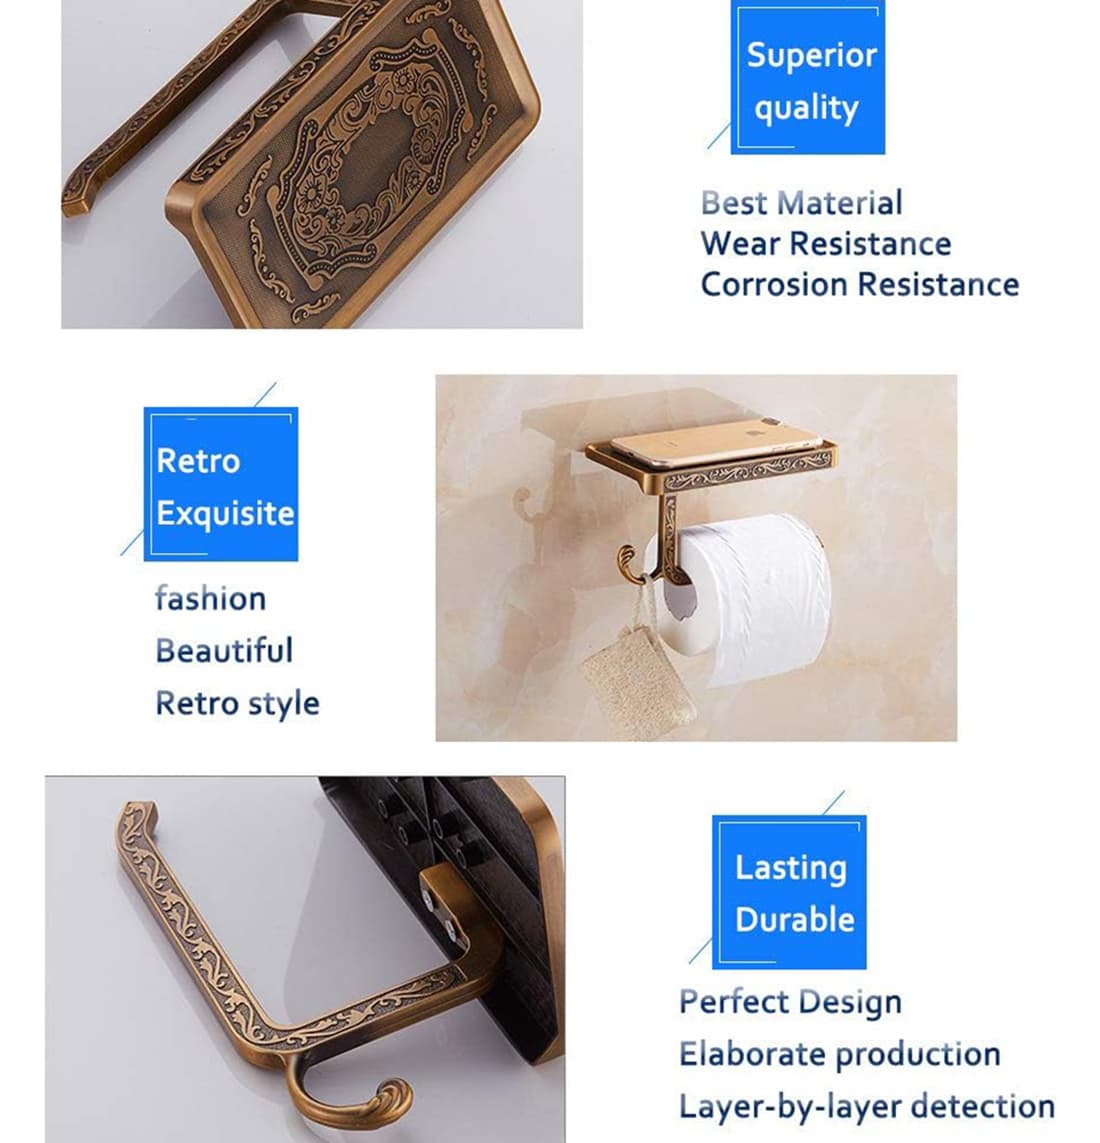 Superior
quality
Best Material
Wear Resistance
Corrosion Resistance
Retro
Exquisite
fashion
Beautiful
Retro style
Lasting
Durable
Perfect Design
Elaborate production
Layer-by-layer detection